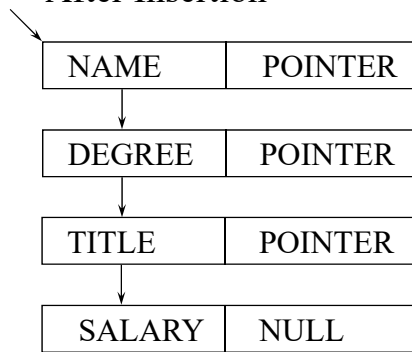 After Insertion
NAME POINTER
DEGREE POINTER
TITLE POINTER
SALARY NULL